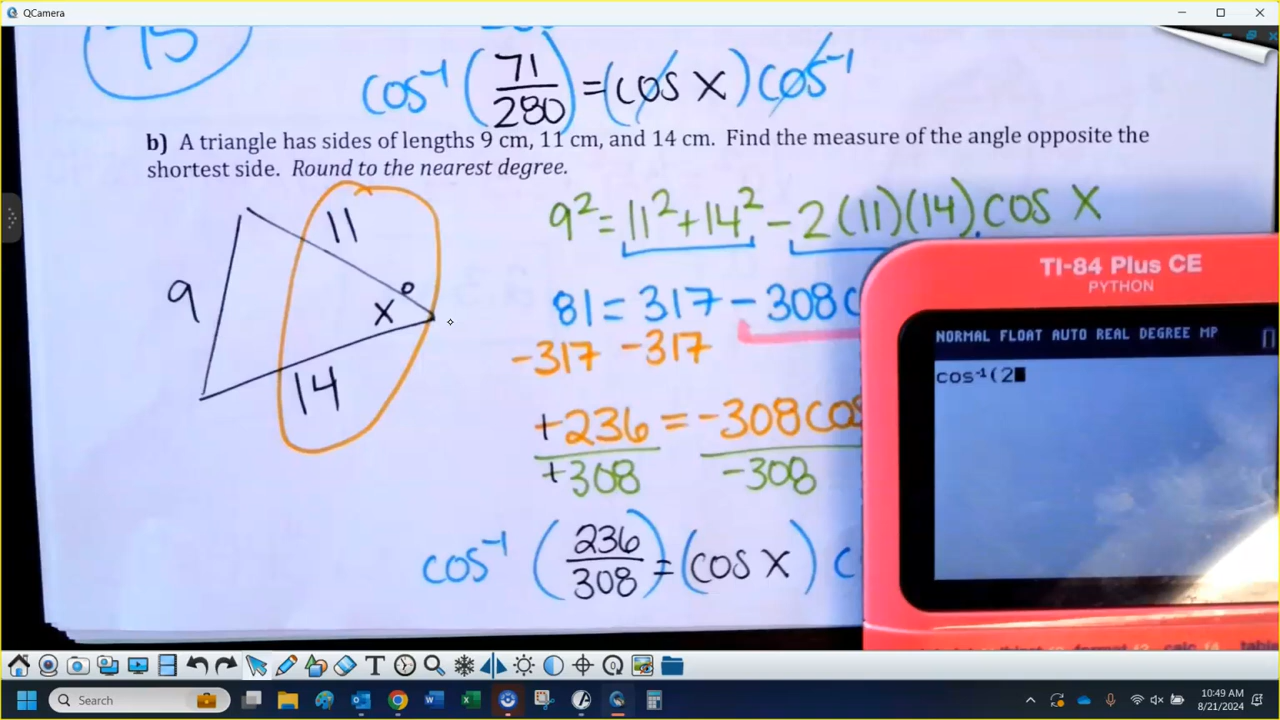 QCamera
75
cos⁻¹ (71/280) = (cos x) cos⁻¹
b) A triangle has sides of lengths 9 cm, 11 cm, and 14 cm. Find the measure of the angle opposite the
shortest side. Round to the nearest degree.
11
9
x°
14
9² = 11² + 14² - 2(11)(14) cos x
81 = 317 - 308c
-317 -317
+236 = -308cos
+308 -308
cos⁻¹ (236/308) = (cos x) c
TI-84 Plus CE
PYTHON
NORMAL FLOAT AUTO REAL DEGREE MP
cos⁻¹(2
Search
10:49 AM
8/21/2024